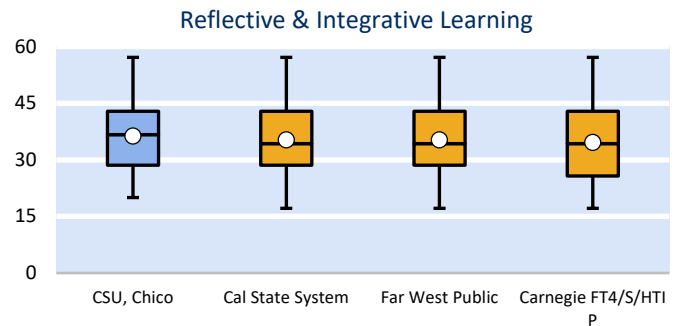 Reflective & Integrative Learning
60
45
30
15
0
CSU, Chico
Cal State System
Far West Public
Carnegie FT4/S/HTI
P